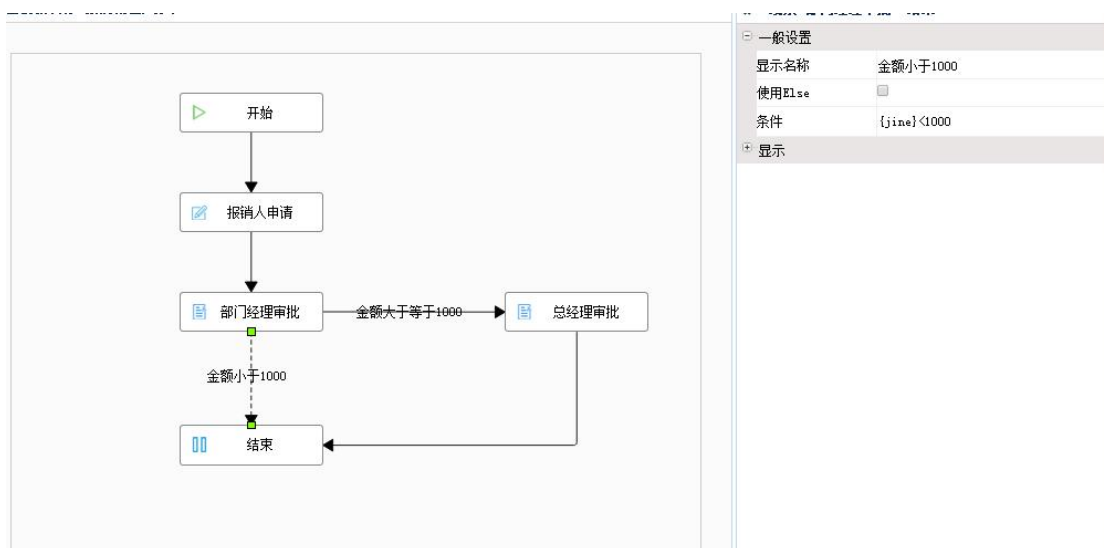 一般设置
显示名称 金额小于1000
使用Else
条件 {jine}<1000
显示
开始
报销人申请
部门经理审批
金额大于等于1000
总经理审批
金额小于1000
结束